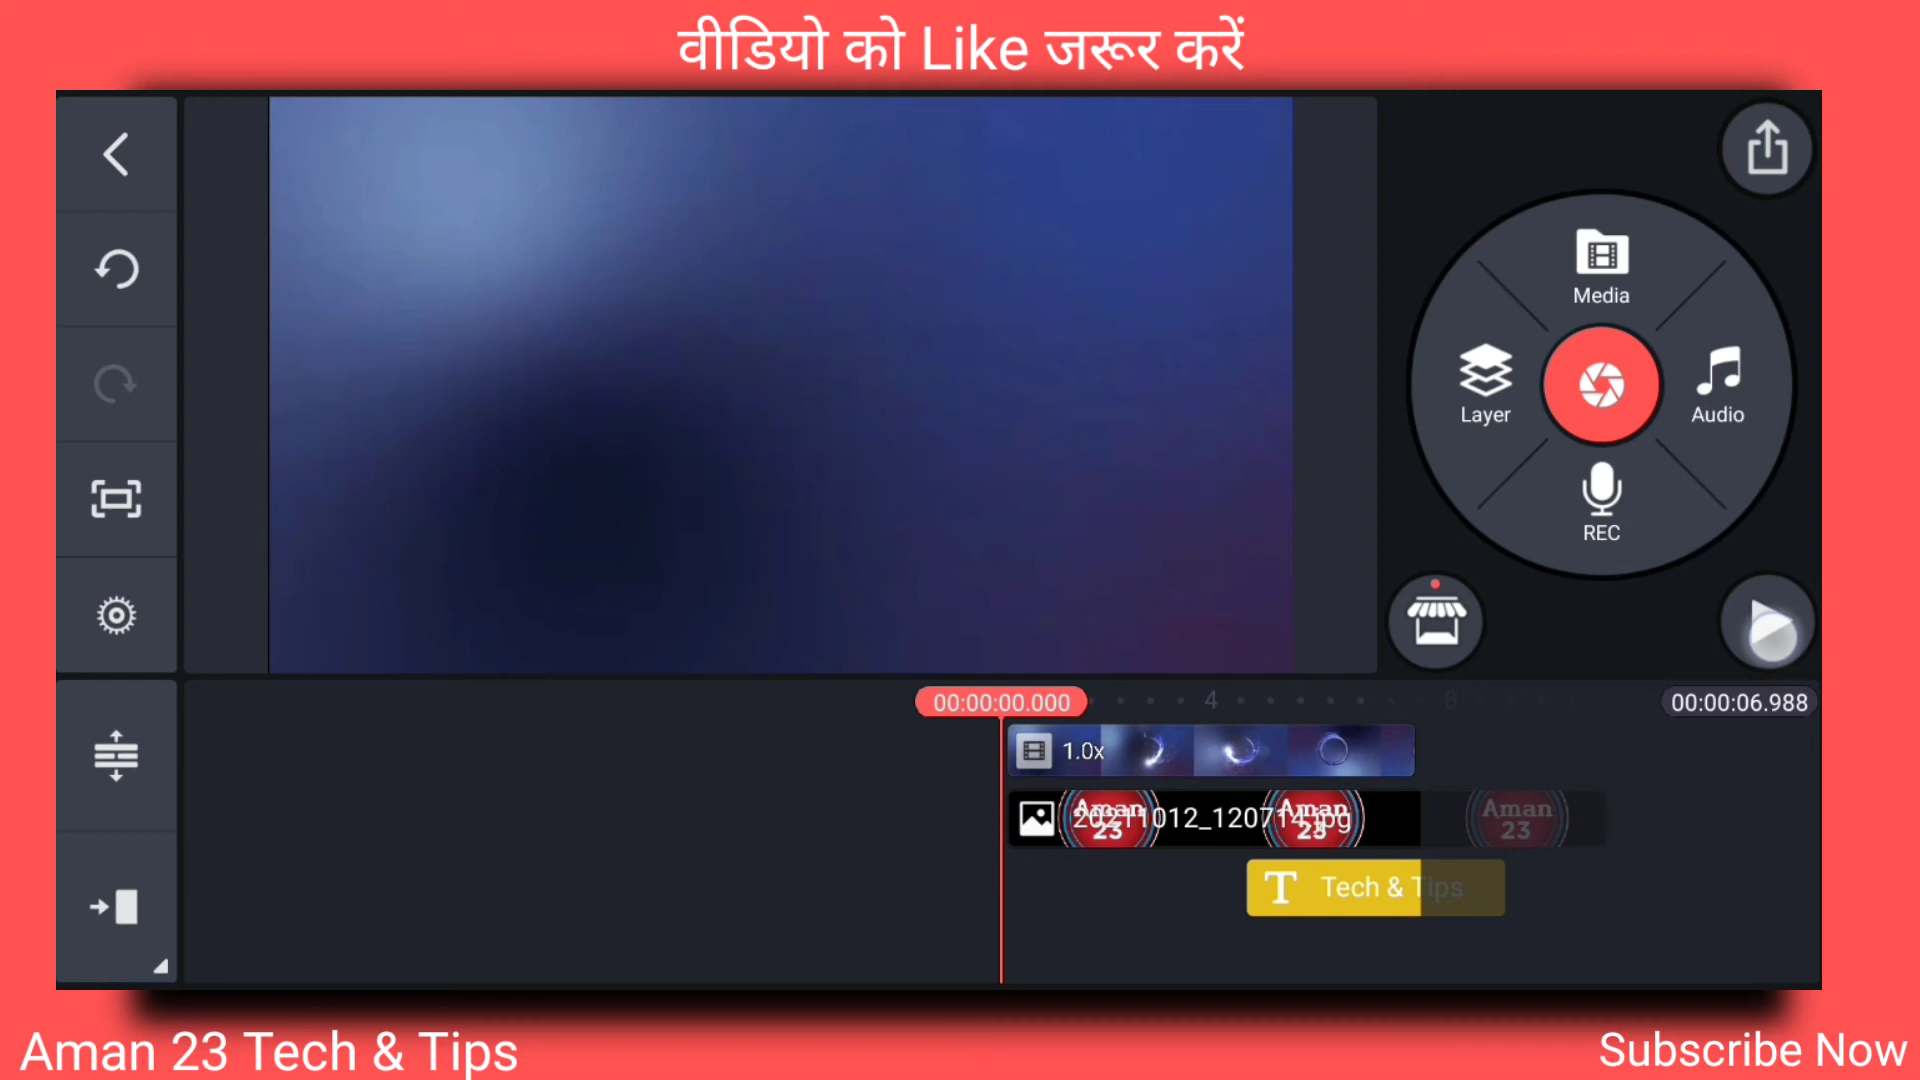 वीडियो को Like जरूर करें
Media
Layer
Audio
REC
00:00:00.000
4
8
00:00:06.988
1.0x
20211012_120714.jpg
Aman 23
Aman 23
Aman 23
T Tech & Tips
Aman 23 Tech & Tips
Subscribe Now